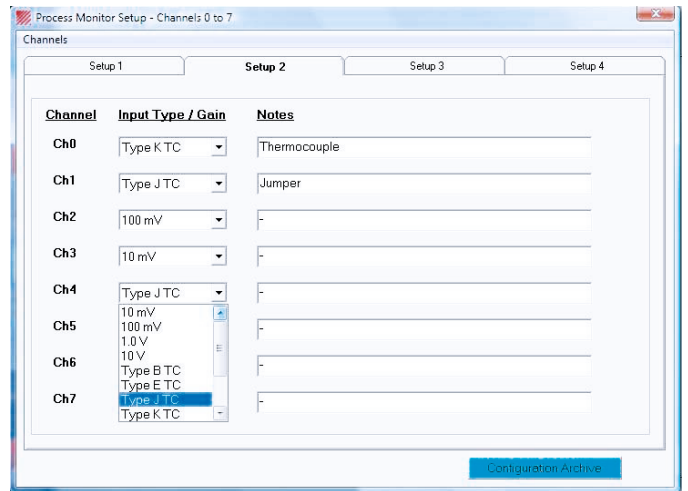 Process Monitor Setup - Channels 0 to 7
Channels
Setup 1 Setup 2 Setup 3 Setup 4
Channel Input Type / Gain Notes
Ch0 Type K TC Thermocouple
Ch1 Type J TC Jumper
Ch2 100 mV -
Ch3 10 mV -
Ch4 Type J TC -
10 mV
100 mV
Ch5 -
1.0 V
10 V
Ch6 -
Type B TC
Type E TC
Ch7 Type J TC -
Type K TC
Configuration Archive